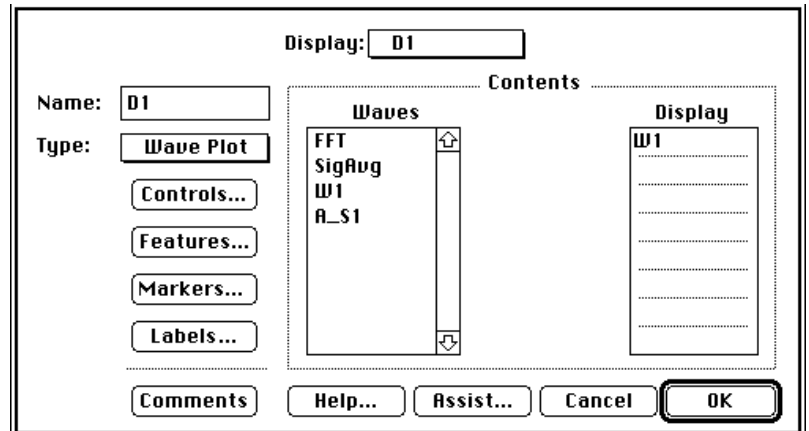 Display: D1
Contents
Name: D1
Waves
Display
Type: Wave Plot
FFT
SigAvg
W1
A_S1
W1
Controls...
Features...
Markers...
Labels...
Comments
Help...
Assist...
Cancel
OK